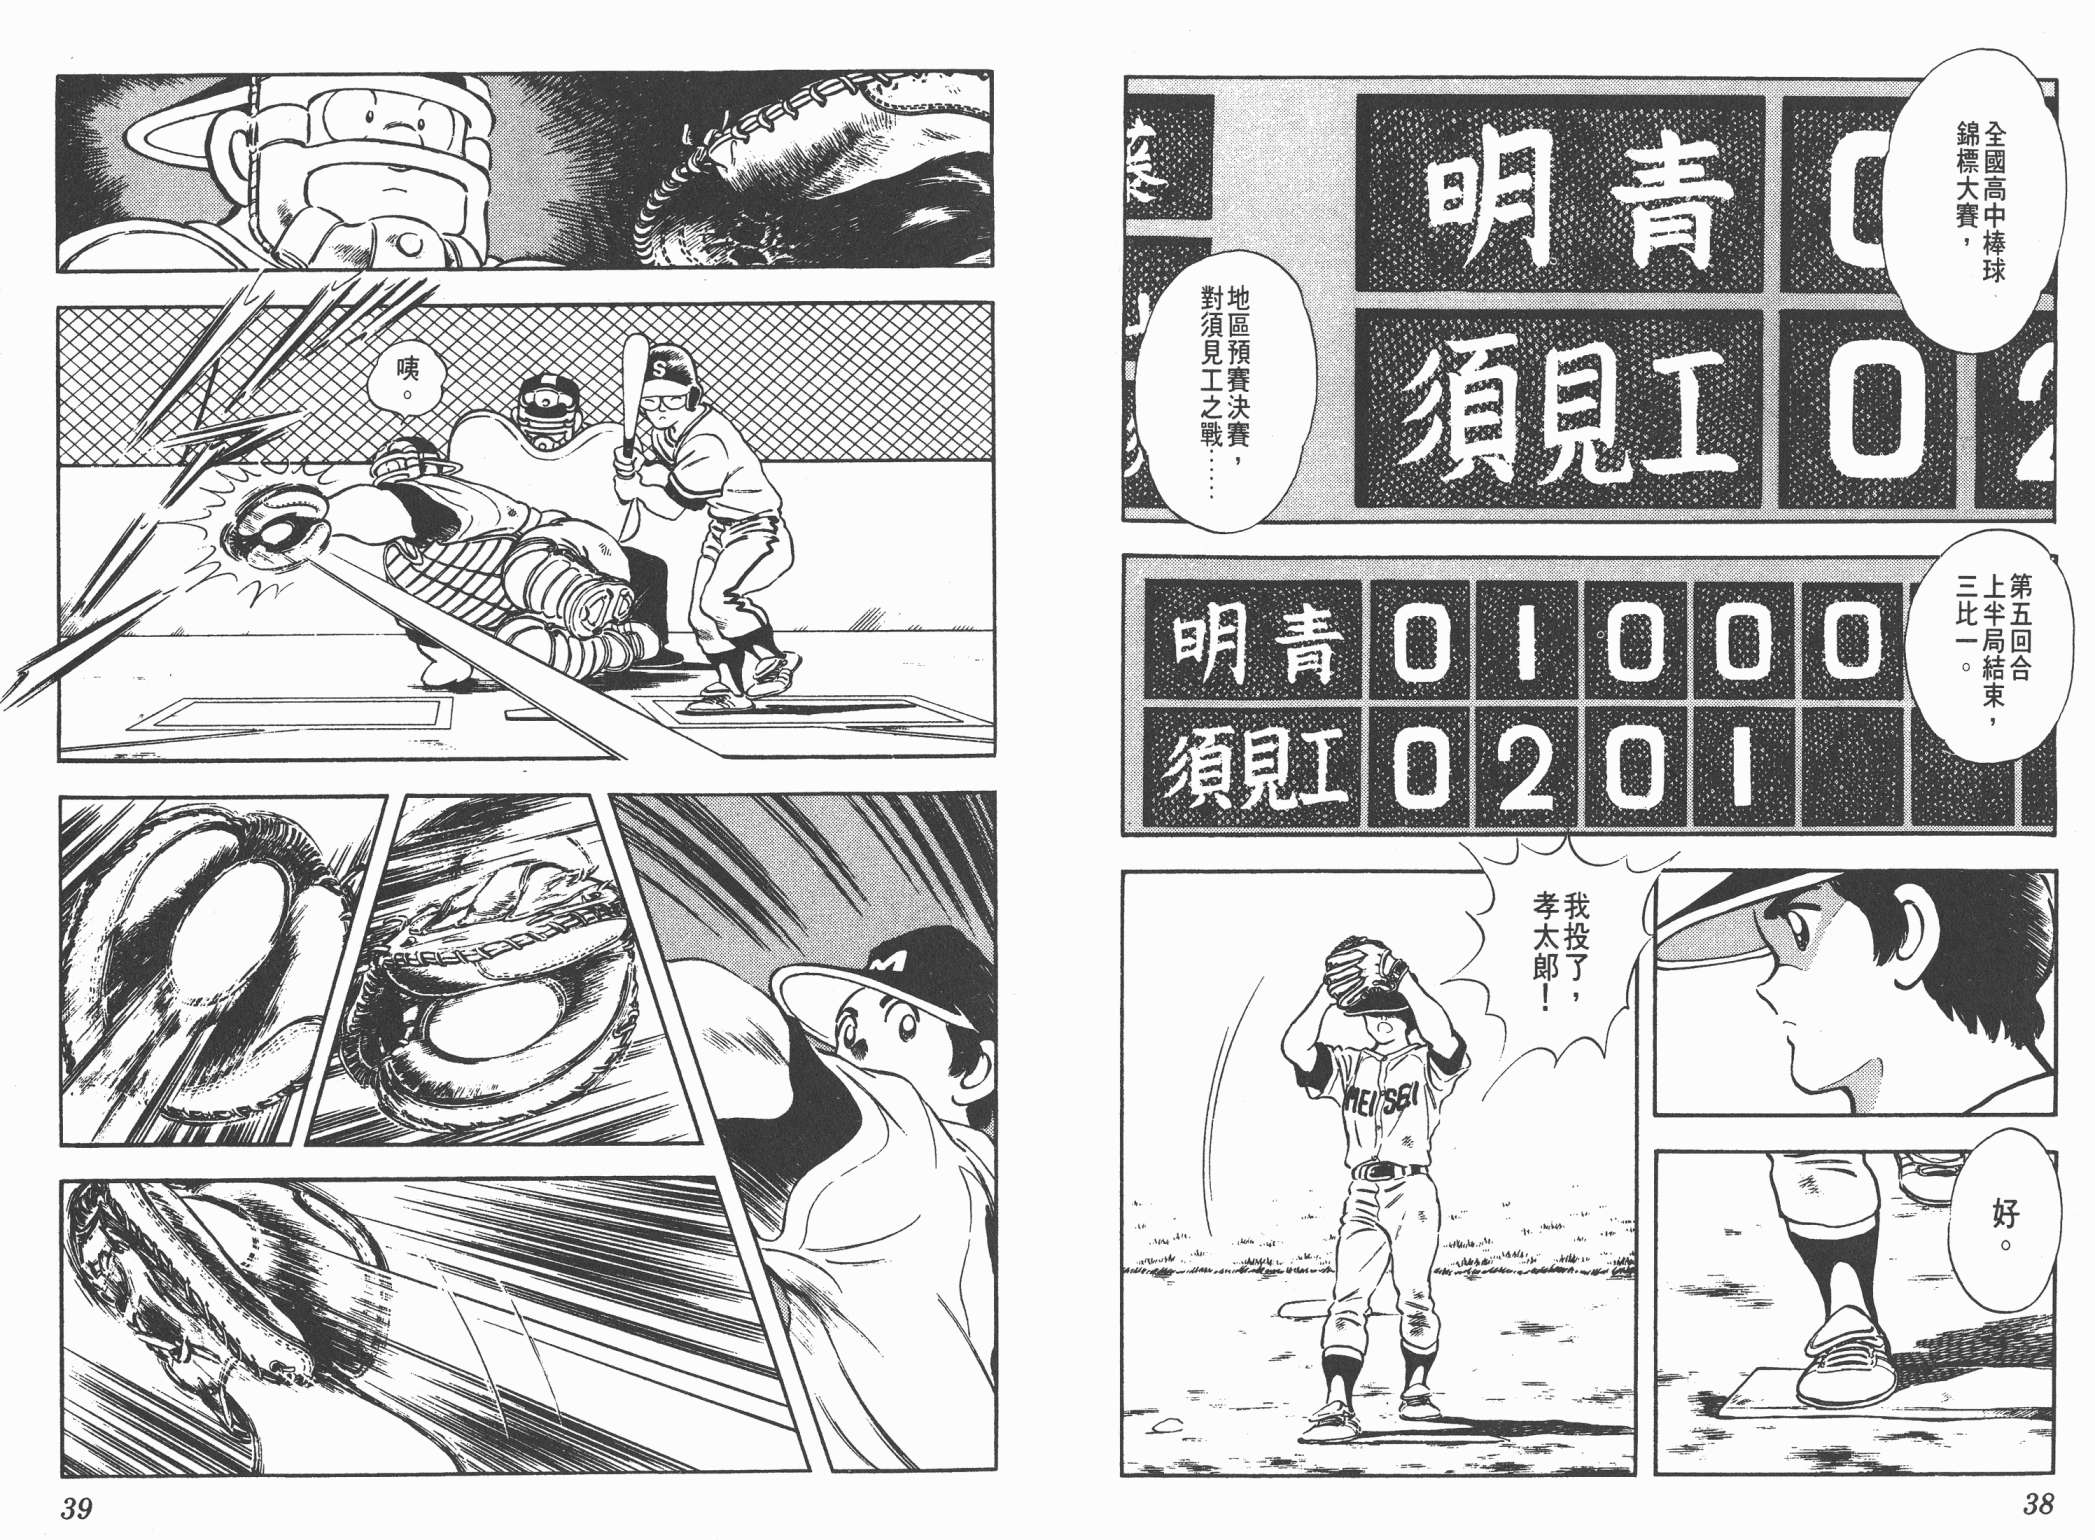 全國高中棒球
錦標大賽，
明青0
須見工02
地區預賽決賽，
對須見工之戰……
第五回合
上半局結束，
三比一。
明青01000
須見工0201
我投了，
孝太郎！
MEISEI
好。
38
M
咦。
S
39